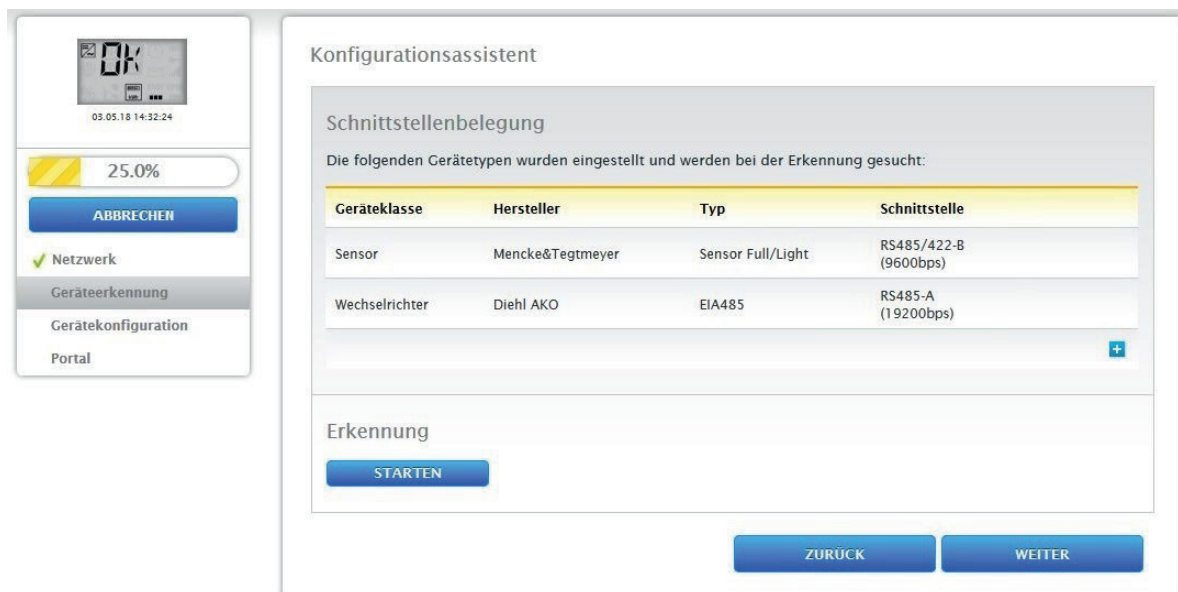 OK
03.05.18 14:32:24
25.0%
ABBRECHEN
Netzwerk
Geräteerkennung
Gerätekonfiguration
Portal
Konfigurationsassistent
Schnittstellenbelegung
Die folgenden Gerätetypen wurden eingestellt und werden bei der Erkennung gesucht:
Geräteklasse Hersteller Typ Schnittstelle
Sensor Mencke&Tegtmeyer Sensor Full/Light RS485/422-B
(9600bps)
Wechselrichter Diehl AKO EIA485 RS485-A
(19200bps)
Erkennung
STARTEN
ZURÜCK WEITER